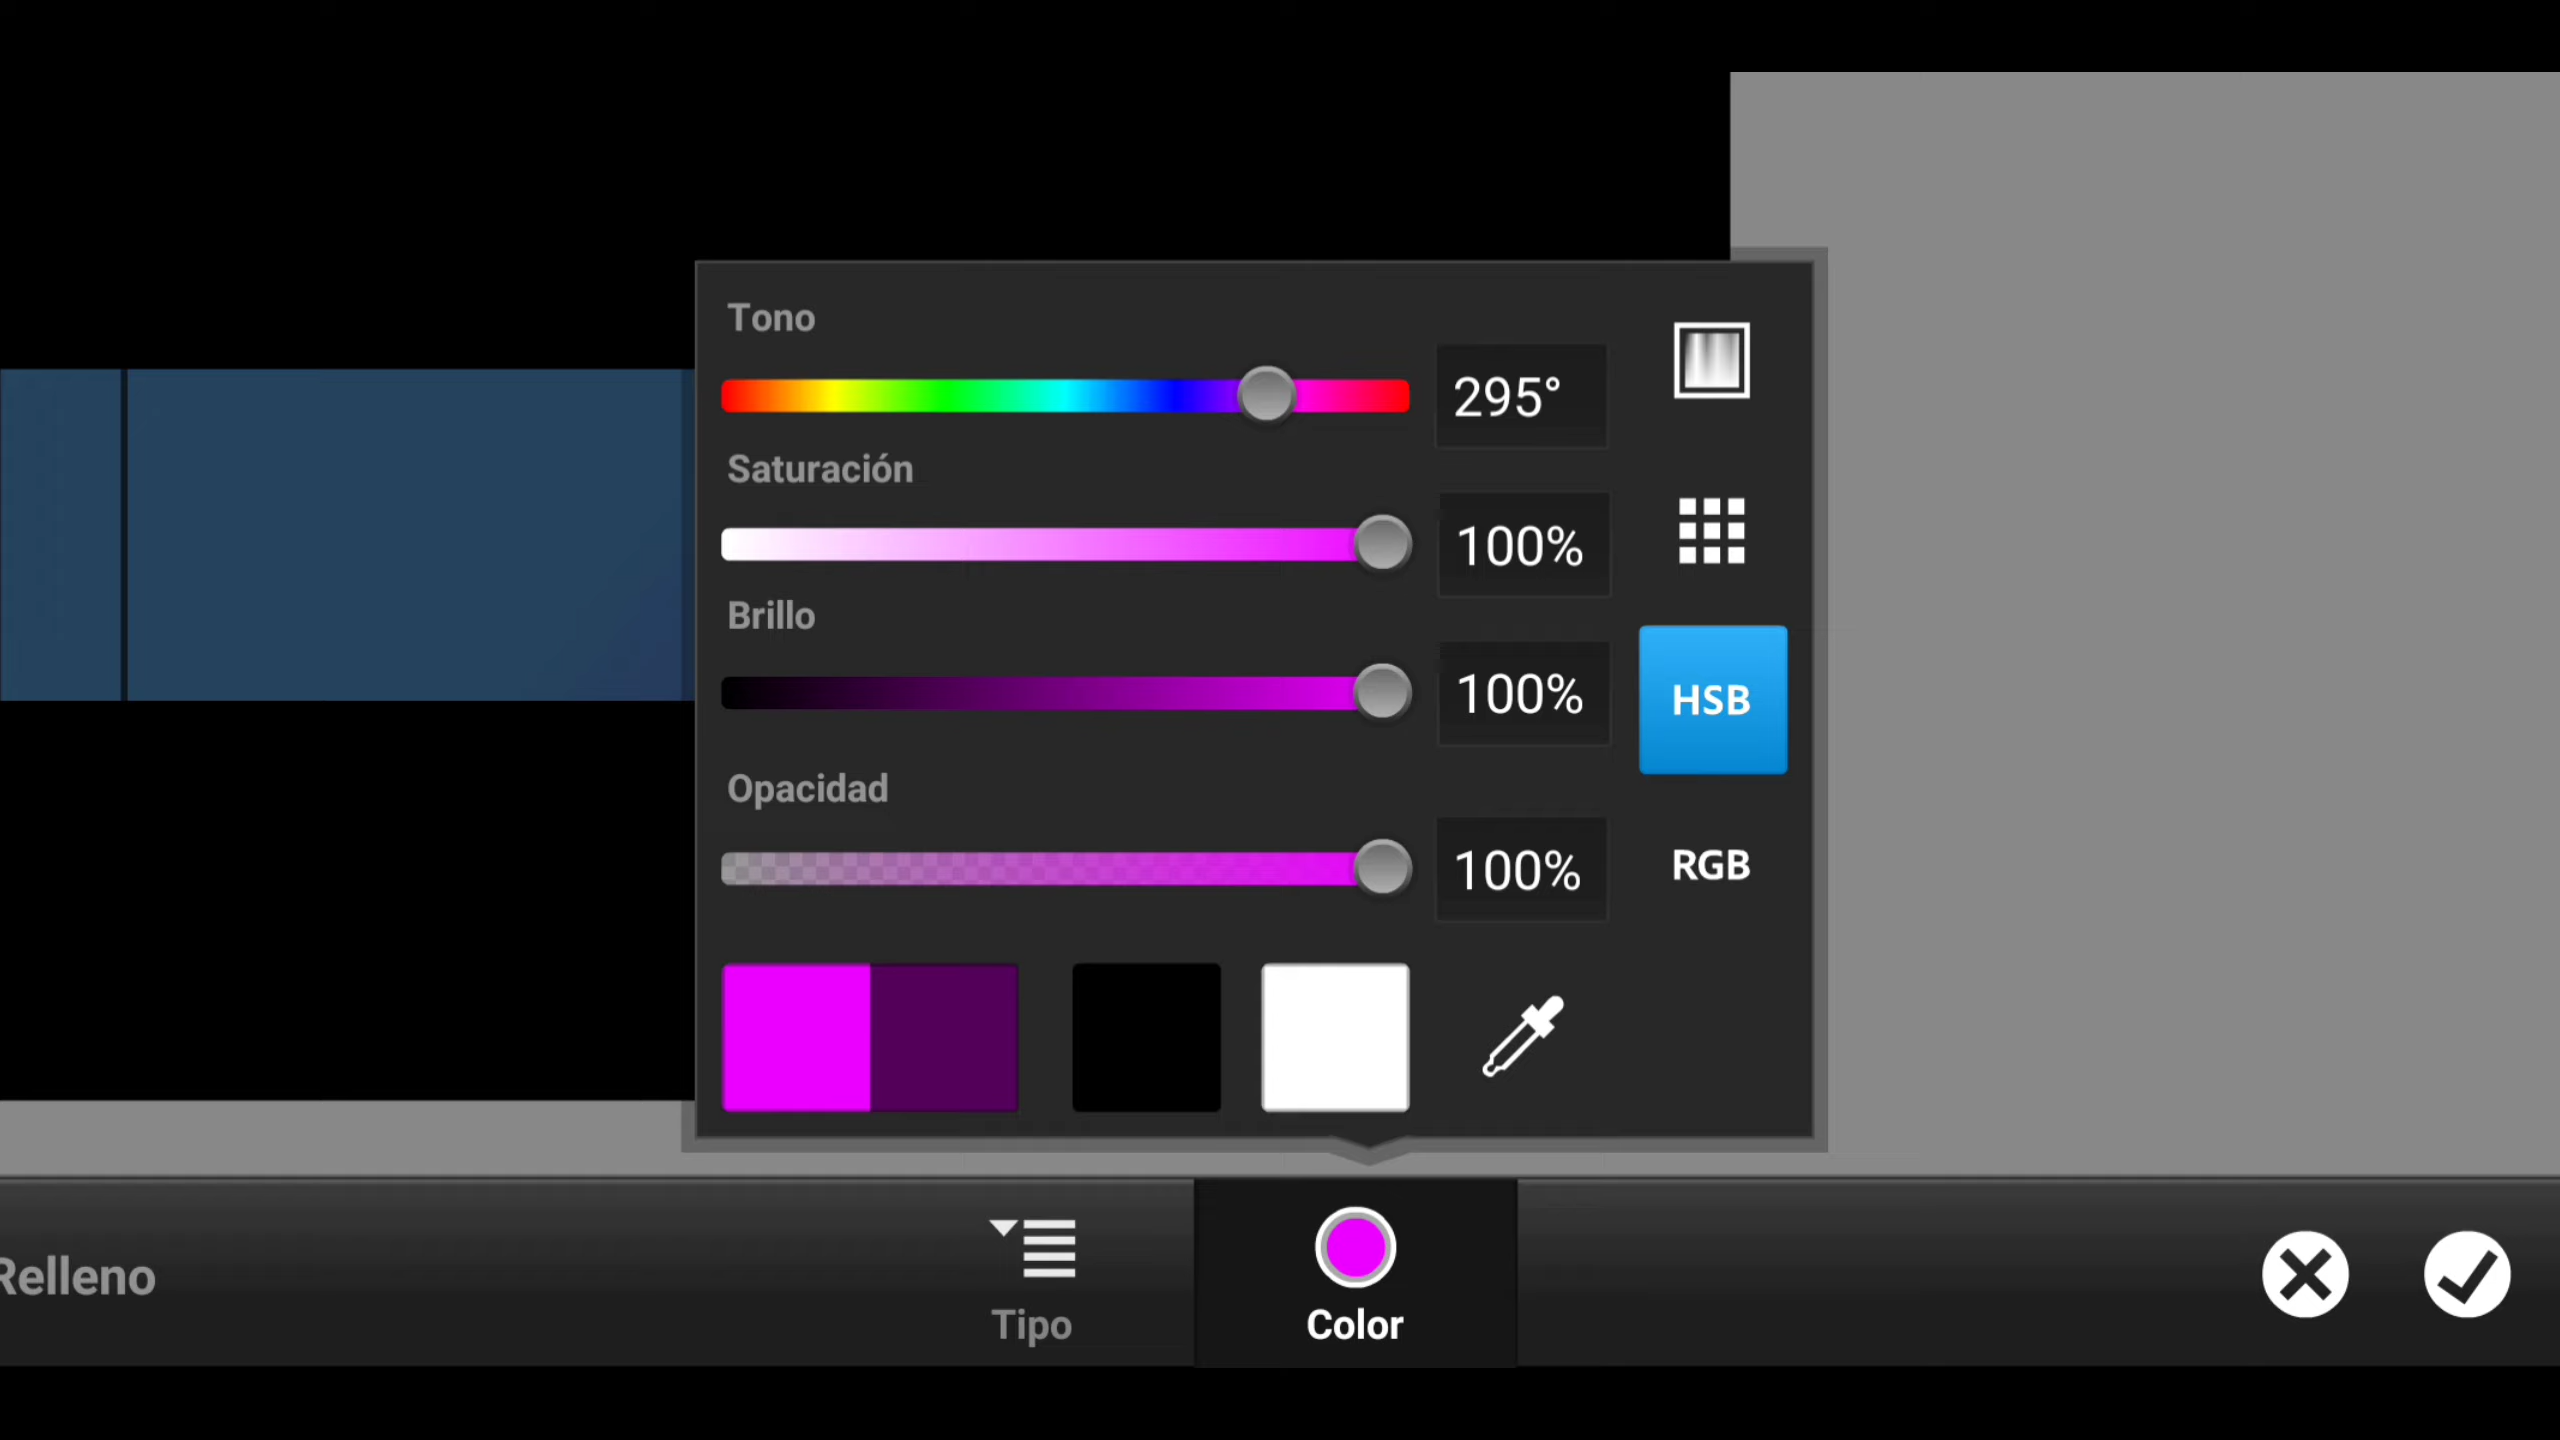 Tono
295°
Saturación
100%
Brillo
100%
HSB
Opacidad
100%
RGB
Relleno
Tipo
Color